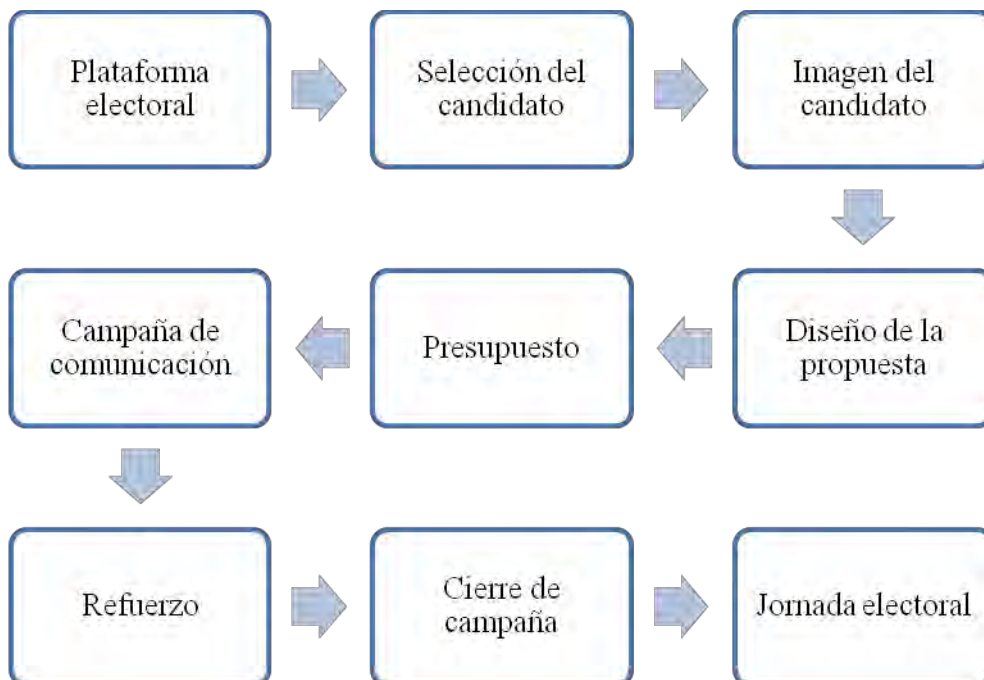 Plataforma
electoral
Selección del
candidato
Imagen del
candidato
Diseño de la
propuesta
Presupuesto
Campaña de
comunicación
Refuerzo
Cierre de
campaña
Jornada electoral